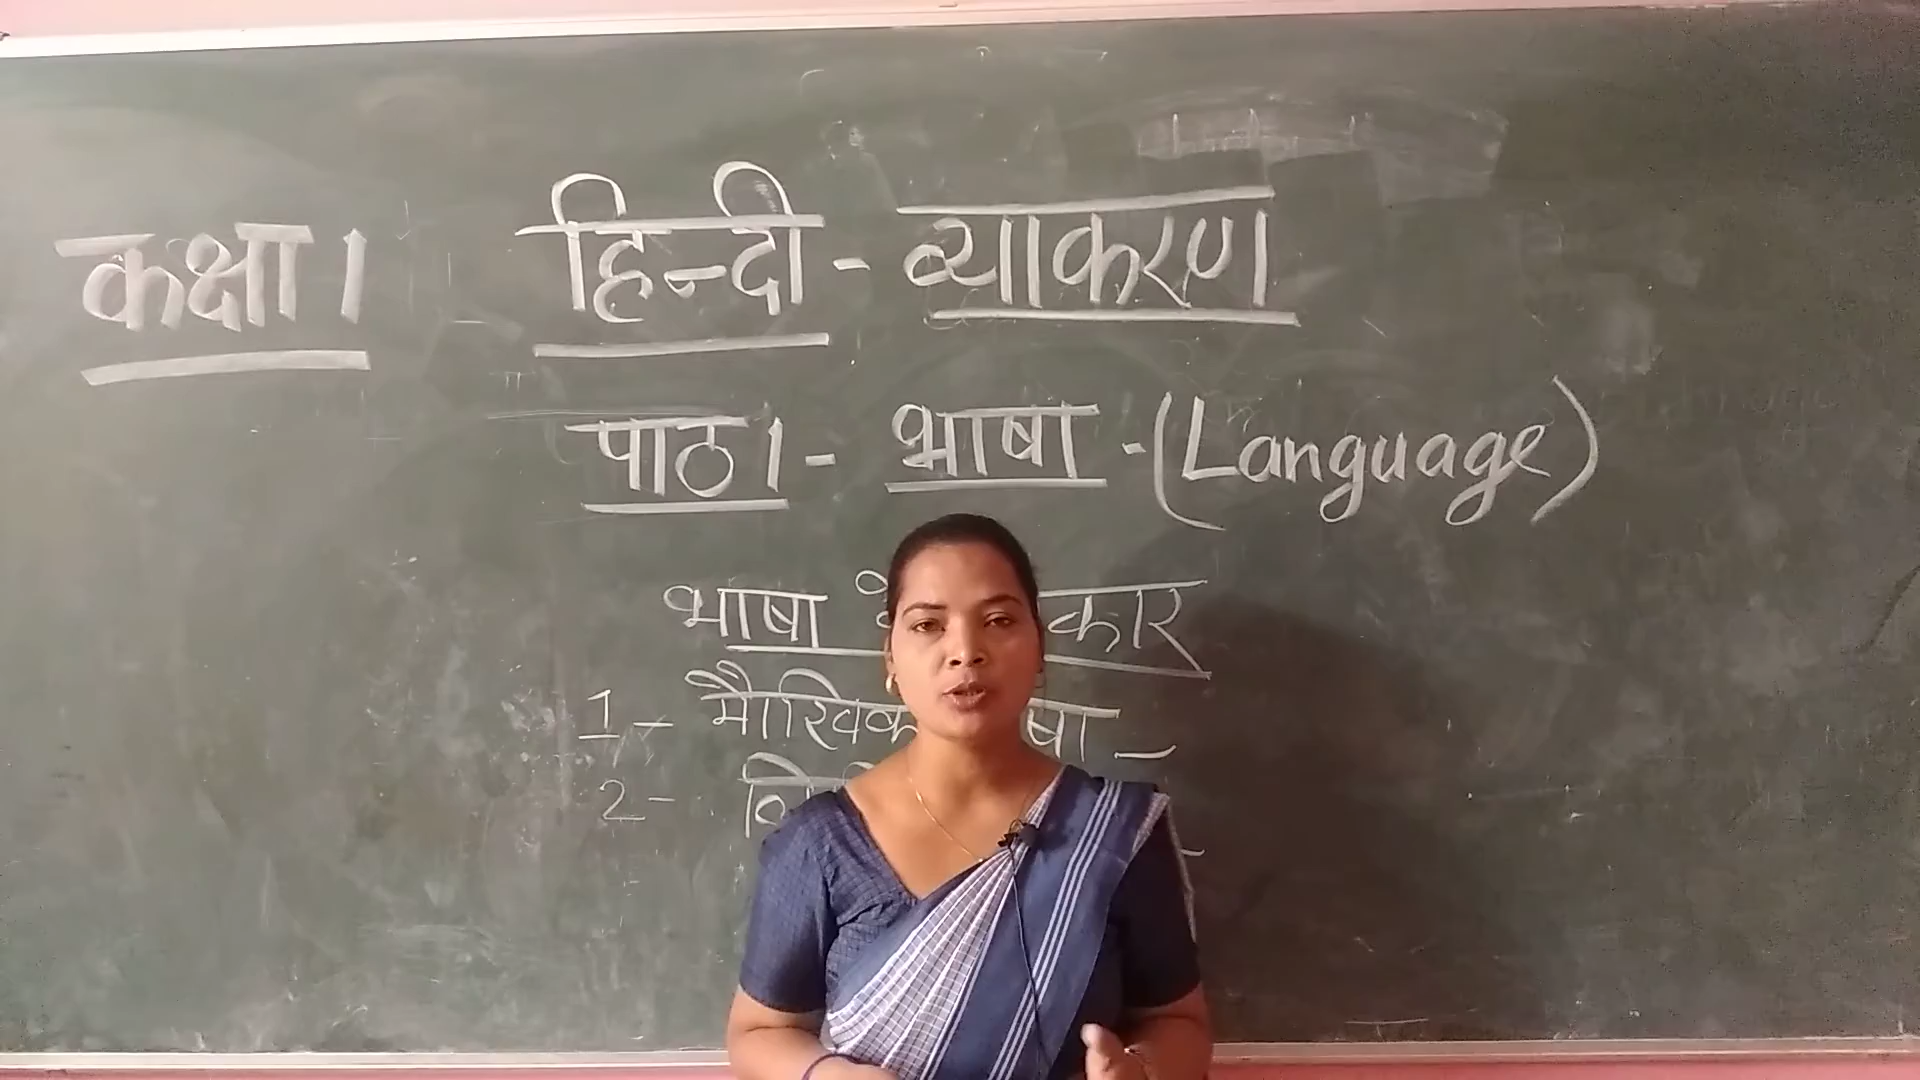 कक्षा 1 हिन्दी - व्याकरण
पाठ 1 - भाषा - (Language)
भाषा
1 - मौखिक
2 -